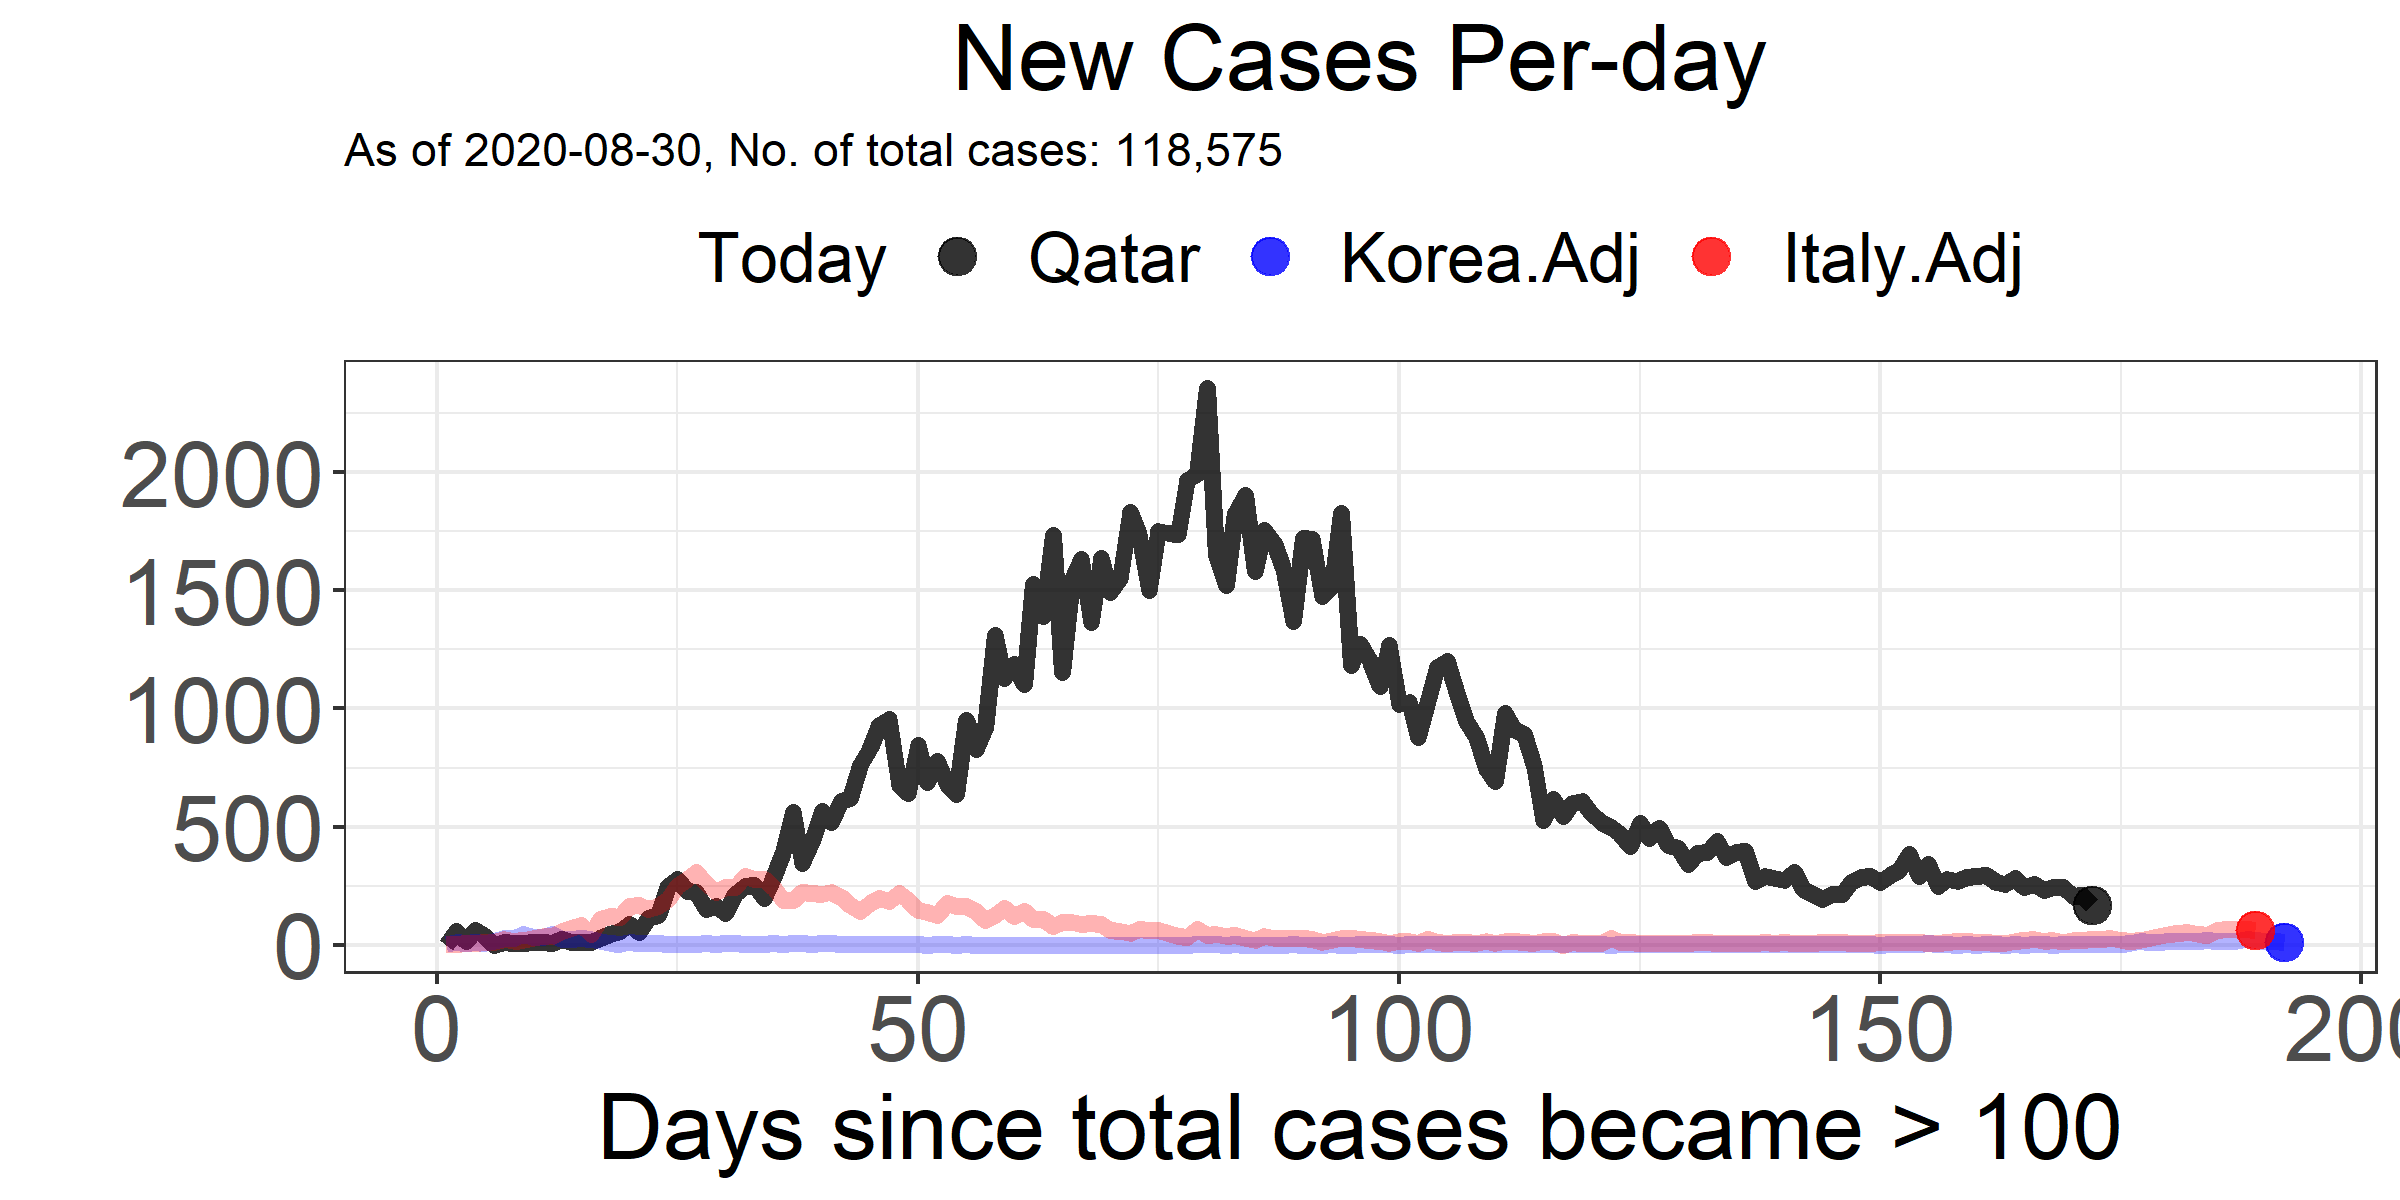 New Cases Per-day
As of 2020-08-30, No. of total cases: 118,575
Today Qatar Korea.Adj Italy.Adj
2000
1500
1000
500
0
0 50 100 150 200
Days since total cases became > 100